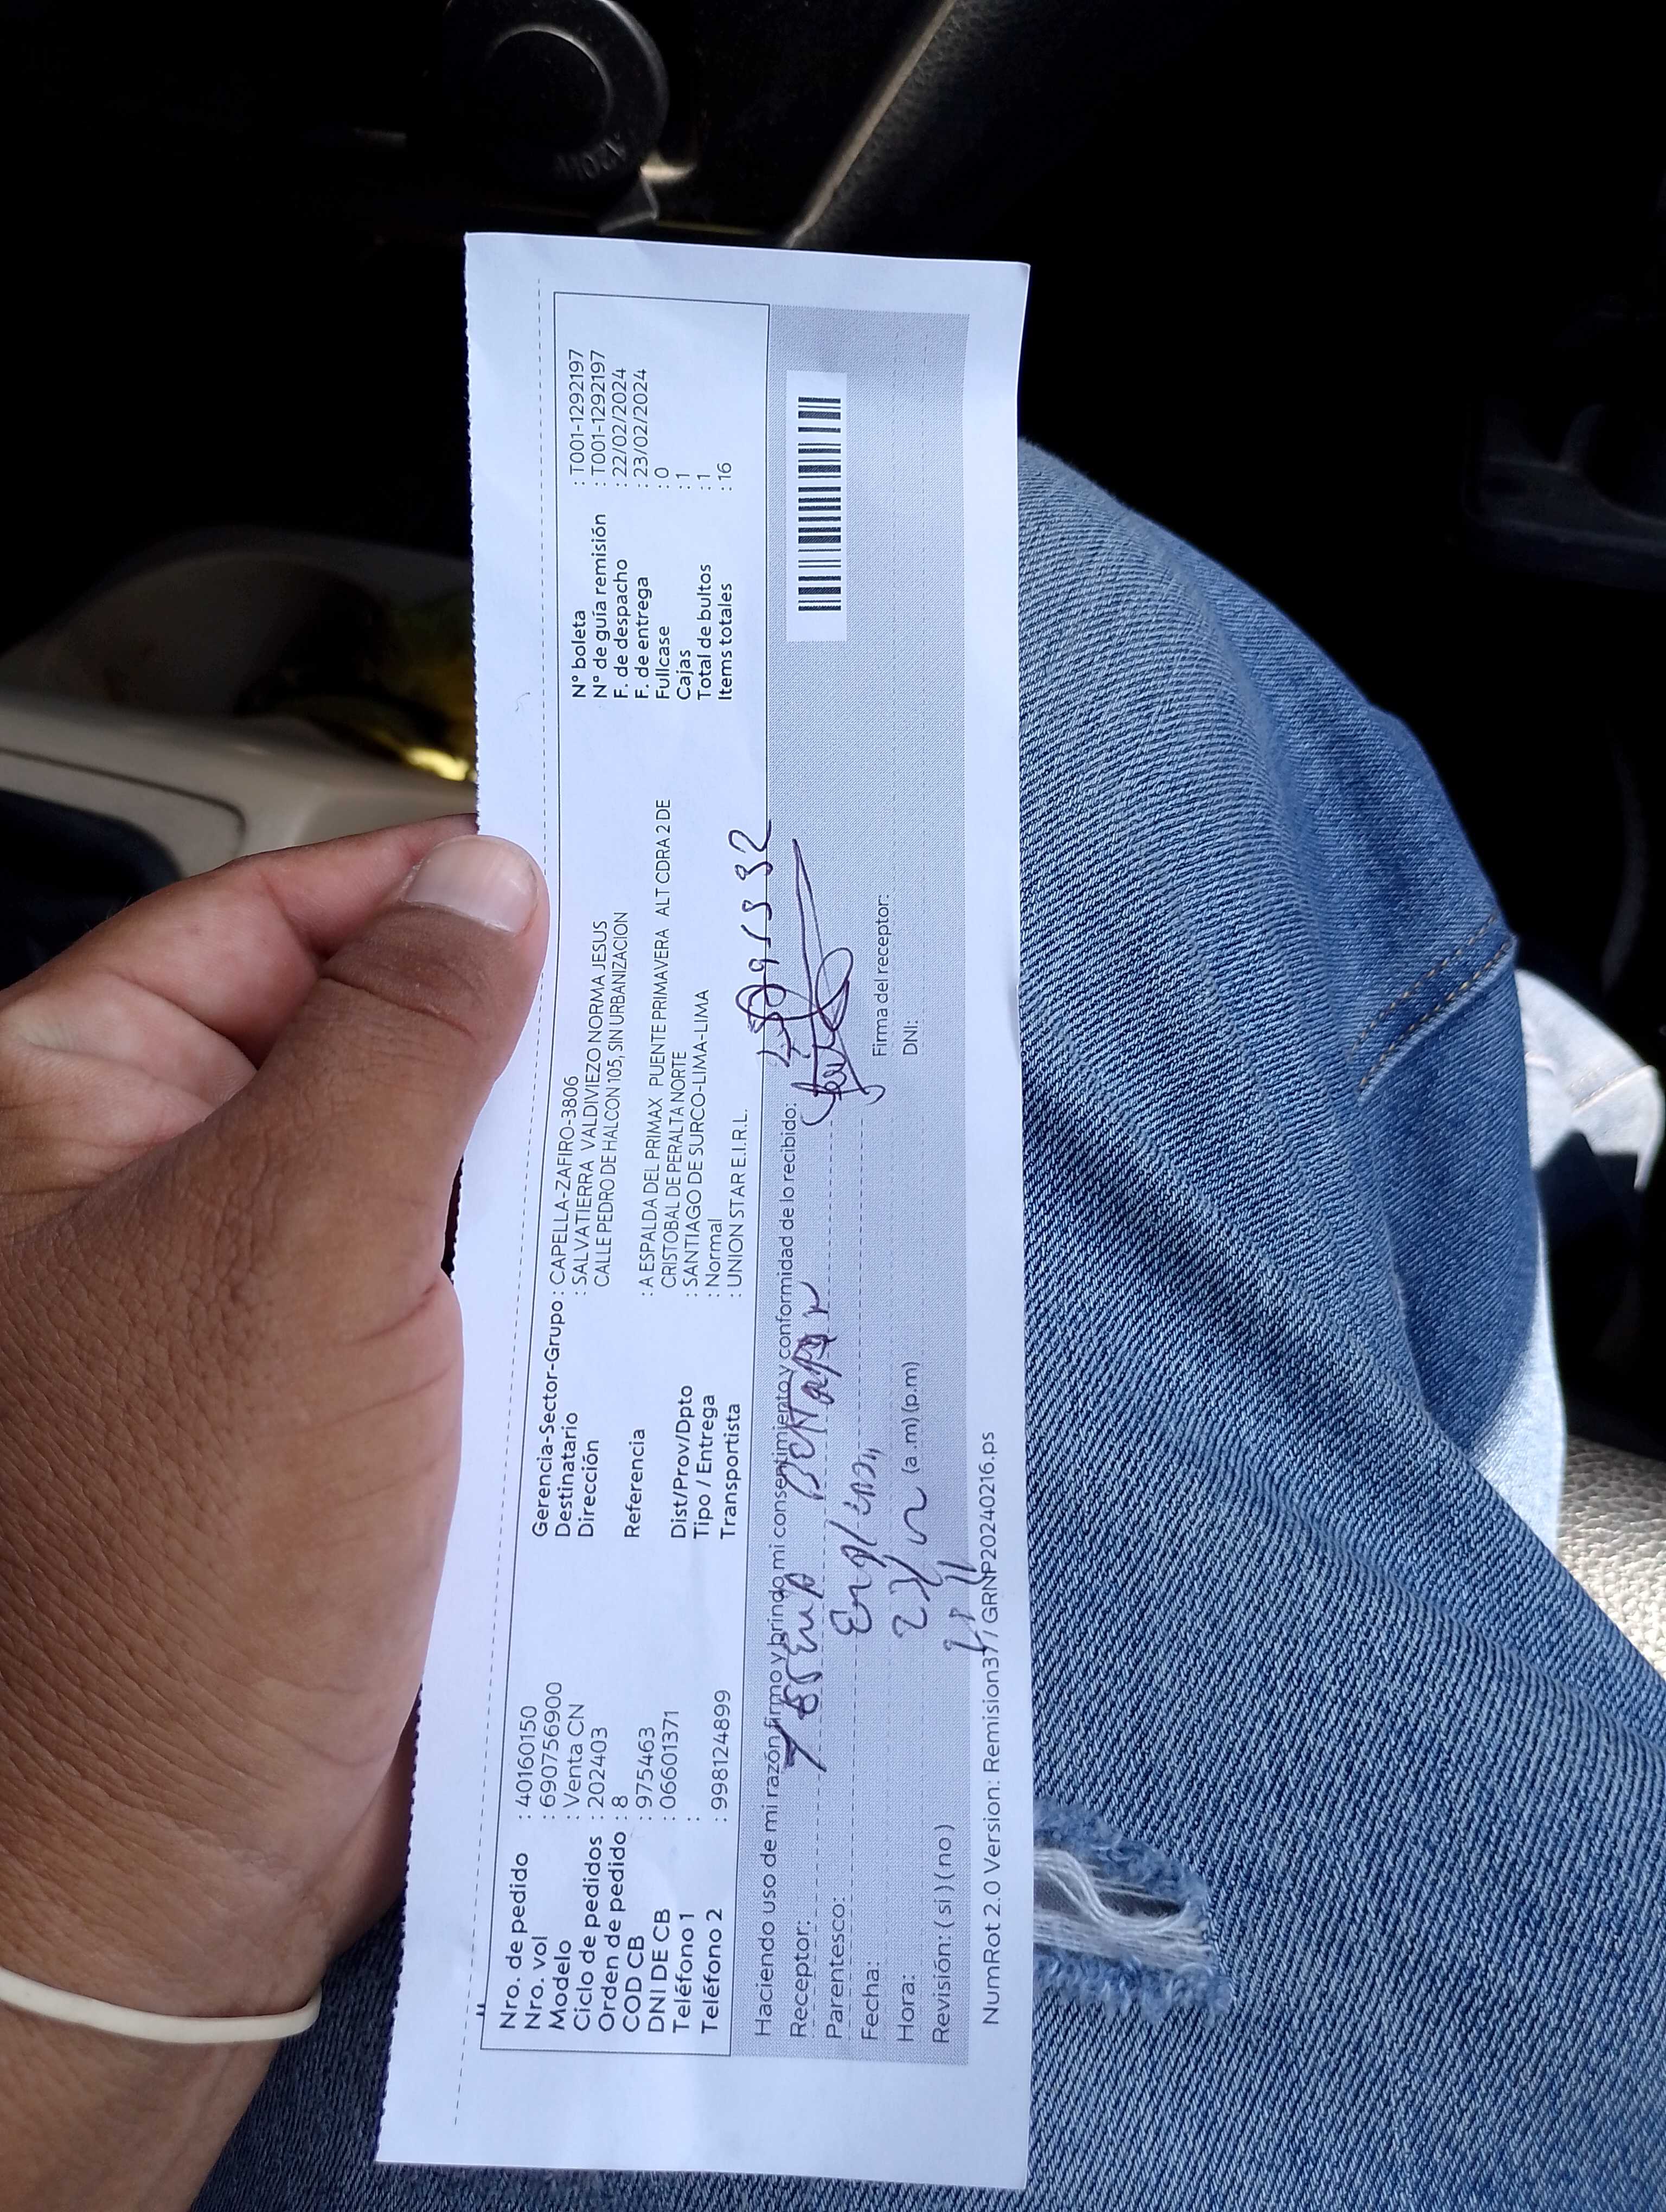 Nro. de pedido : 40160150
Nro. vol : 6907756900
Modelo : Venta CN
Ciclo de pedidos : 202403
Orden de pedido : 8
COD CB : 975463
DNI DE CB : 06601371
Teléfono 1 :
Teléfono 2 : 998124899
Gerencia-Sector-Grupo : CAPELLA-ZAFIRO-3806
Destinatario : SALVATIERRA VALDIVIEZO NORMA JESUS
Dirección CALLE PEDRO DE HALCON 105, SIN URBANIZACION
Referencia : A ESPALDA DEL PIRIMAX PUENTE PRIMAVERA ALT CDRA 2 DE
CRISTOBAL DE PERALTA NORTE
Dist/Prov/Dpto : SANTIAGO DE SURCO-LIMA-LIMA
Tipo / Entrega : Normal
Transportista : UNION STAR E.I.R.L.
N° boleta : T001-1292197
N° de guía remisión : T001-1292197
F. de despacho : 22/02/2024
F. de entrega : 23/02/2024
Fullcase : 0
Cajas : 1
Total de bultos : 1
Items totales : 16
Haciendo uso de mi razón firmo y brindo mi consentimiento y conformidad de lo recibido:
Receptor:
Parentesco:
Fecha:
Hora: (a.m) (p.m)
Revisión: ( si ) ( no )
Firma del receptor:
DNI:
NumRot 2.0 Version: Remision37 / GRNP20240216.ps